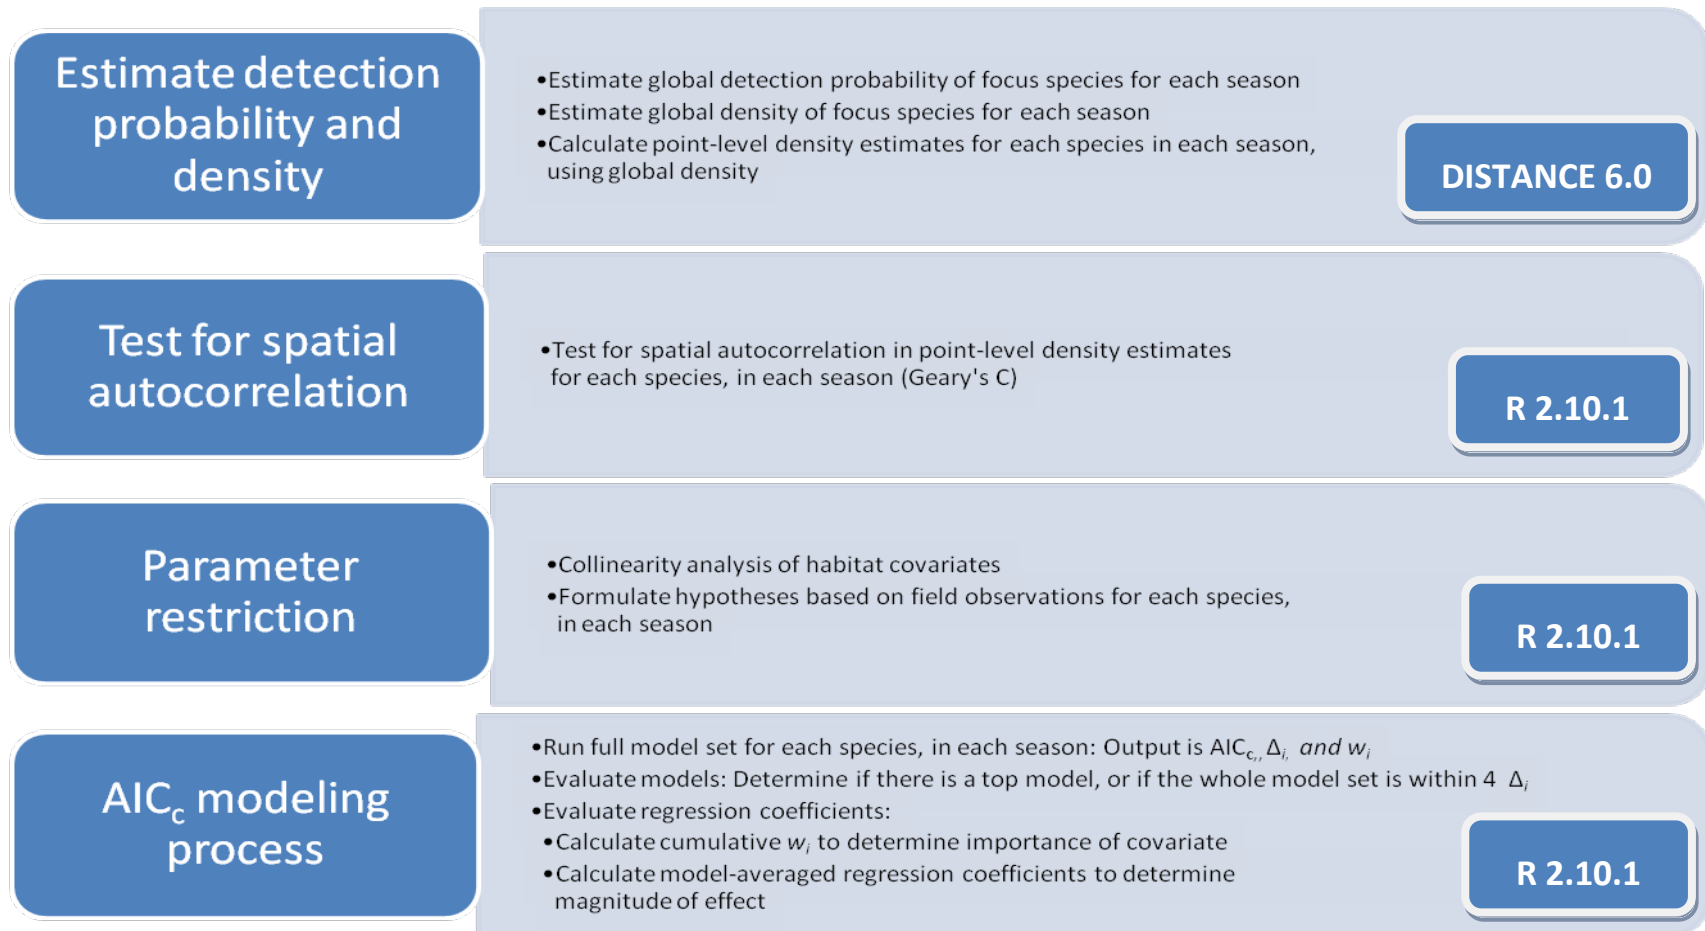 Estimate detection
probability and
density
•Estimate global detection probability of focus species for each season
•Estimate global density of focus species for each season
•Calculate point-level density estimates for each species in each season,
using global density
DISTANCE 6.0
Test for spatial
autocorrelation
•Test for spatial autocorrelation in point-level density estimates
for each species, in each season (Geary's C)
R 2.10.1
Parameter
restriction
•Collinearity analysis of habitat covariates
•Formulate hypotheses based on field observations for each species,
in each season
R 2.10.1
AICc modeling
process
•Run full model set for each species, in each season: Output is AICc,, Δi, and wi
•Evaluate models: Determine if there is a top model, or if the whole model set is within 4 Δi
•Evaluate regression coefficients:
•Calculate cumulative wi to determine importance of covariate
•Calculate model-averaged regression coefficients to determine
magnitude of effect
R 2.10.1